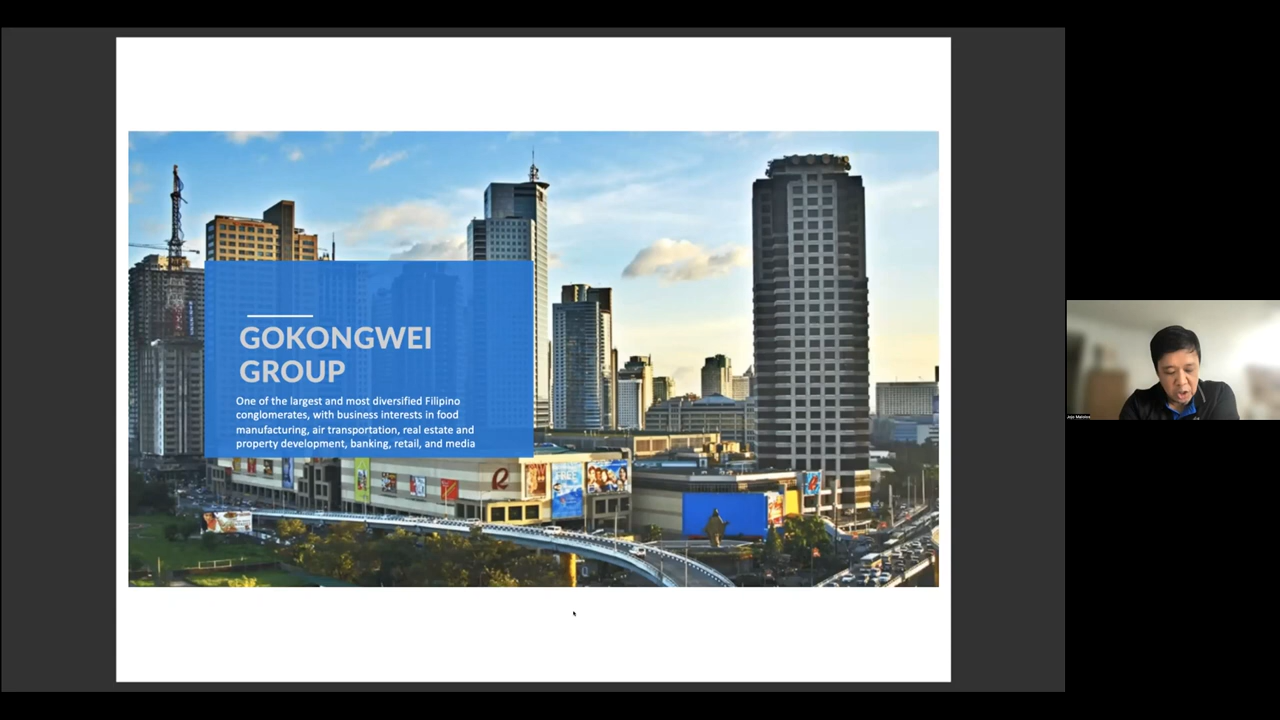 GOKONGWEI
GROUP
One of the largest and most diversified Filipino
conglomerates, with business interests in food
manufacturing, air transportation, real estate and
property development, banking, retail, and media
FREE